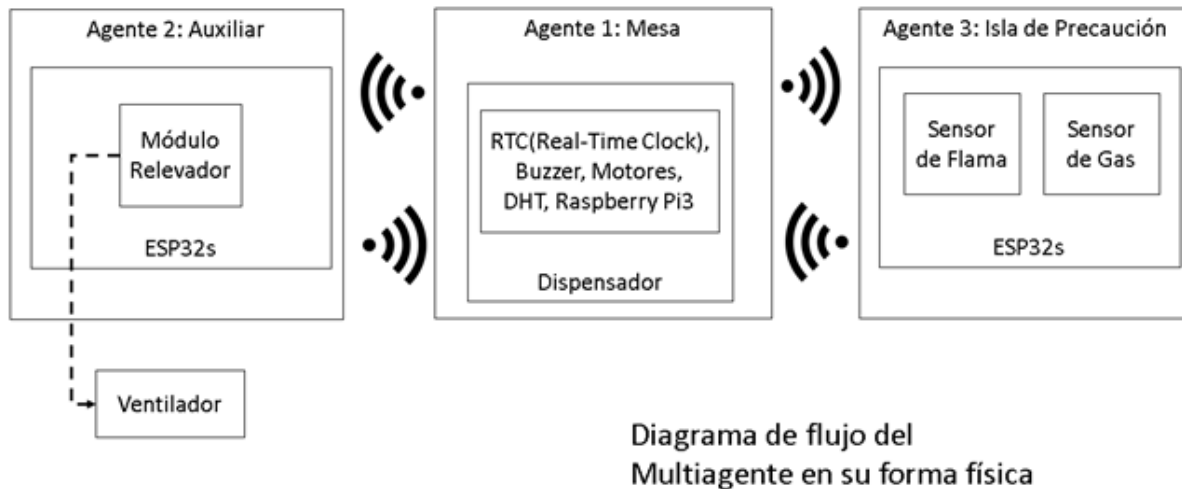 Agente 2: Auxiliar
Módulo
Relevador
ESP32s
Ventilador
Agente 1: Mesa
RTC(Real-Time Clock),
Buzzer, Motores,
DHT, Raspberry Pi3
Dispensador
Agente 3: Isla de Precaución
Sensor
de Flama
Sensor
de Gas
ESP32s
Diagrama de flujo del
Multiagente en su forma física